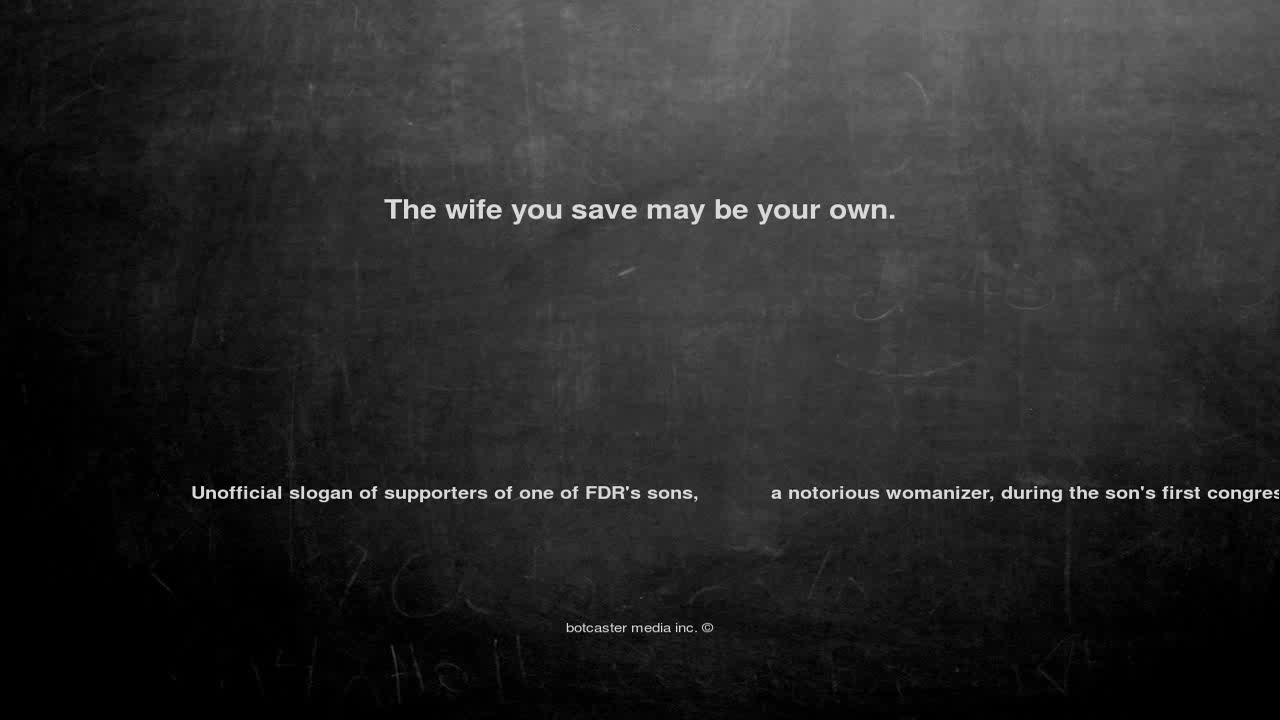 The wife you save may be your own.
Unofficial slogan of supporters of one of FDR's sons, a notorious womanizer, during the son's first
botcaster media inc. ©